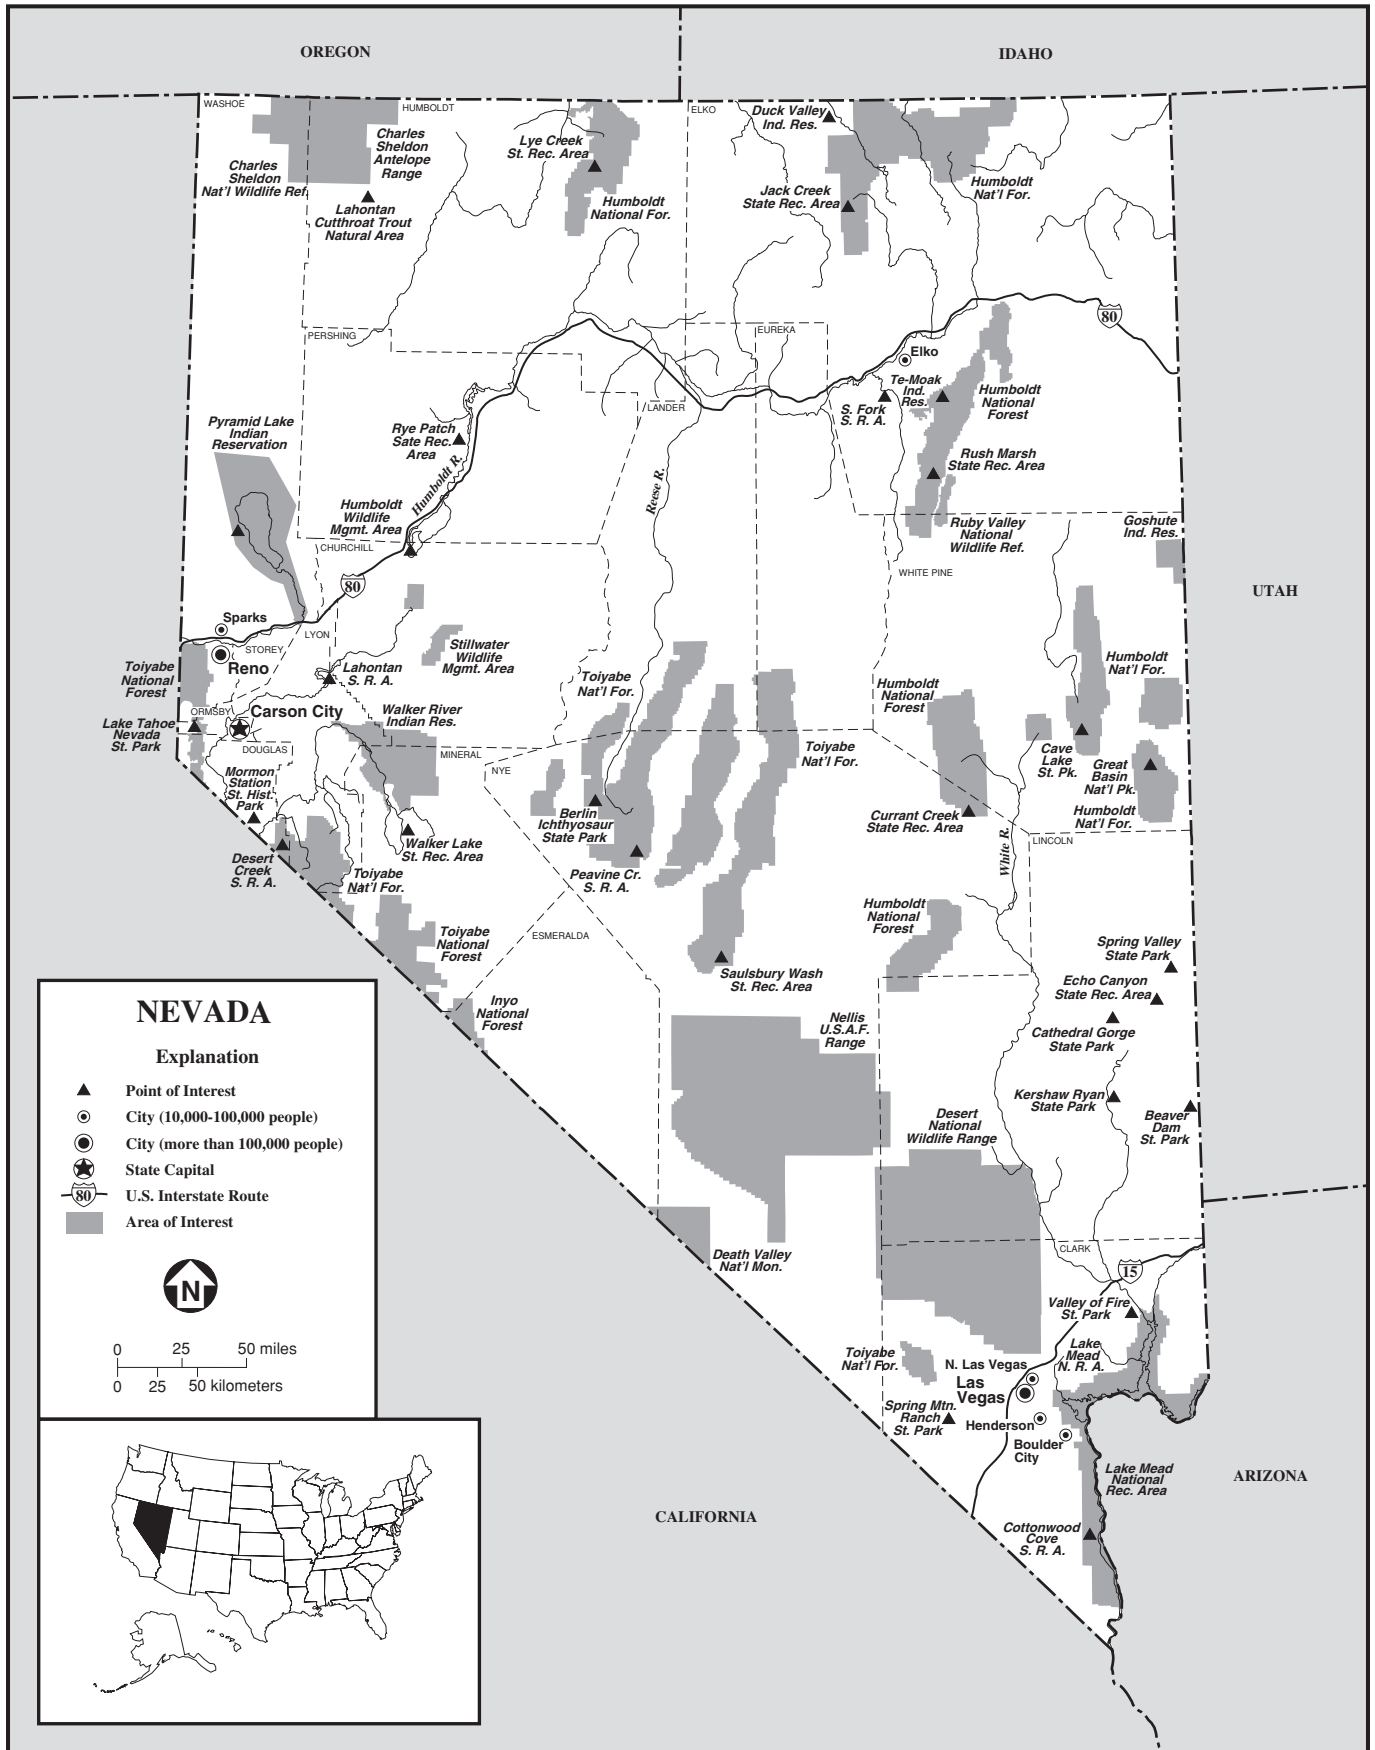 OREGON
IDAHO
WASHOE
HUMBOLDT
ELKO
Duck Valley
Ind. Res.
Charles
Sheldon
Antelope
Range
Lye Creek
St. Rec. Area
Charles
Sheldon
Nat'l Wildlife Ref.
Jack Creek
State Rec. Area
Humboldt
Nat'l For.
Lahontan
Cutthroat Trout
Natural Area
Humboldt
National For.
80
PERSHING
EUREKA
Elko
Te-Moak
Ind.
Res.
Humboldt
National
Forest
LANDER
S. Fork
S. R. A.
Pyramid Lake
Indian
Reservation
Rye Patch
Sate Rec.
Area
Rush Marsh
State Rec. Area
Humboldt R.
Reese R.
Humboldt
Wildlife
Mgmt. Area
Ruby Valley
National
Wildlife Ref.
Goshute
Ind. Res.
CHURCHILL
WHITE PINE
80
UTAH
Sparks
LYON
STOREY
Reno
Stillwater
Wildlife
Mgmt. Area
Toiyabe
National
Forest
Lahontan
S. R. A.
Toiyabe
Nat'l For.
Humboldt
National
Forest
Humboldt
Nat'l For.
ORMSBY
Carson City
Walker River
Indian Res.
Lake Tahoe
Nevada
St. Park
DOUGLAS
MINERAL
NYE
Toiyabe
Nat'l For.
Cave
Lake
St. Pk.
Great
Basin
Nat'l Pk.
Mormon
Station
St. Hist.
Park
Berlin
Ichthyosaur
State Park
Currant Creek
State Rec. Area
Humboldt
Nat'l For.
LINCOLN
White R.
Walker Lake
St. Rec. Area
Desert
Creek
S. R. A.
Toiyabe
Nat'l For.
Peavine Cr.
S. R. A.
Humboldt
National
Forest
Toiyabe
National
Forest
ESMERALDA
Spring Valley
State Park
Saulsbury Wash
St. Rec. Area
Echo Canyon
State Rec. Area
Inyo
National
Forest
Nellis
U.S.A.F.
Range
Cathedral Gorge
State Park
Kershaw Ryan
State Park
Desert
National
Wildlife Range
Beaver
Dam
St. Park
Death Valley
Nat'l Mon.
CLARK
15
Valley of Fire
St. Park
Toiyabe
Nat'l For.
Lake
Mead
N. R. A.
N. Las Vegas
Las
Vegas
Spring Mtn.
Ranch
St. Park
Henderson
Boulder
City
Lake Mead
National
Rec. Area
ARIZONA
CALIFORNIA
Cottonwood
Cove
S. R. A.
NEVADA
Explanation
Point of Interest
City (10,000-100,000 people)
City (more than 100,000 people)
State Capital
80
U.S. Interstate Route
Area of Interest
N
0 25 50 miles
0 25 50 kilometers